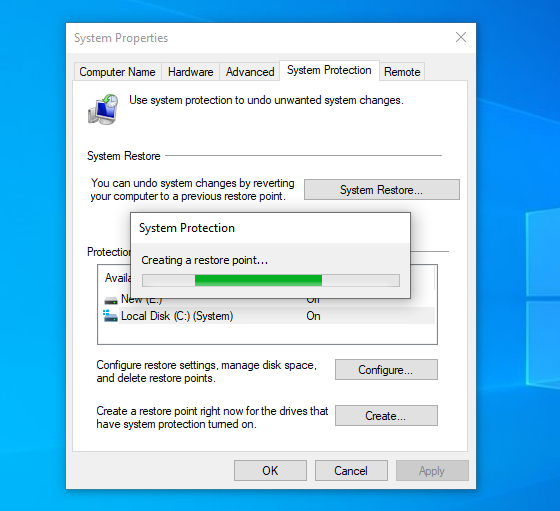 System Properties
Computer Name Hardware Advanced System Protection Remote
Use system protection to undo unwanted system changes.
System Restore
You can undo system changes by reverting
your computer to a previous restore point.
System Restore...
System Protection
Creating a restore point...
Protection
New (E:)
Local Disk (C:) (System) On
Configure restore settings, manage disk space,
and delete restore points.
Configure...
Create a restore point right now for the drives that
have system protection turned on.
Create...
OK Cancel Apply